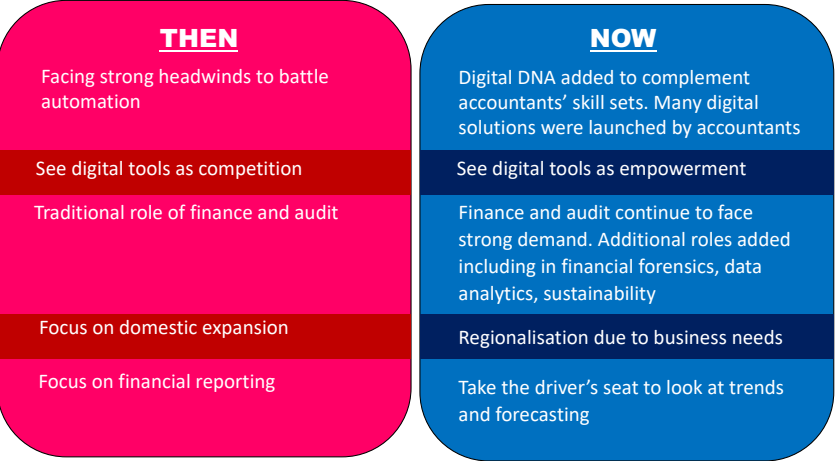 THEN
Facing strong headwinds to battle
automation
See digital tools as competition
Traditional role of finance and audit
Focus on domestic expansion
Focus on financial reporting
NOW
Digital DNA added to complement
accountants’ skill sets. Many digital
solutions were launched by accountants
See digital tools as empowerment
Finance and audit continue to face
strong demand. Additional roles added
including in financial forensics, data
analytics, sustainability
Regionalisation due to business needs
Take the driver’s seat to look at trends
and forecasting